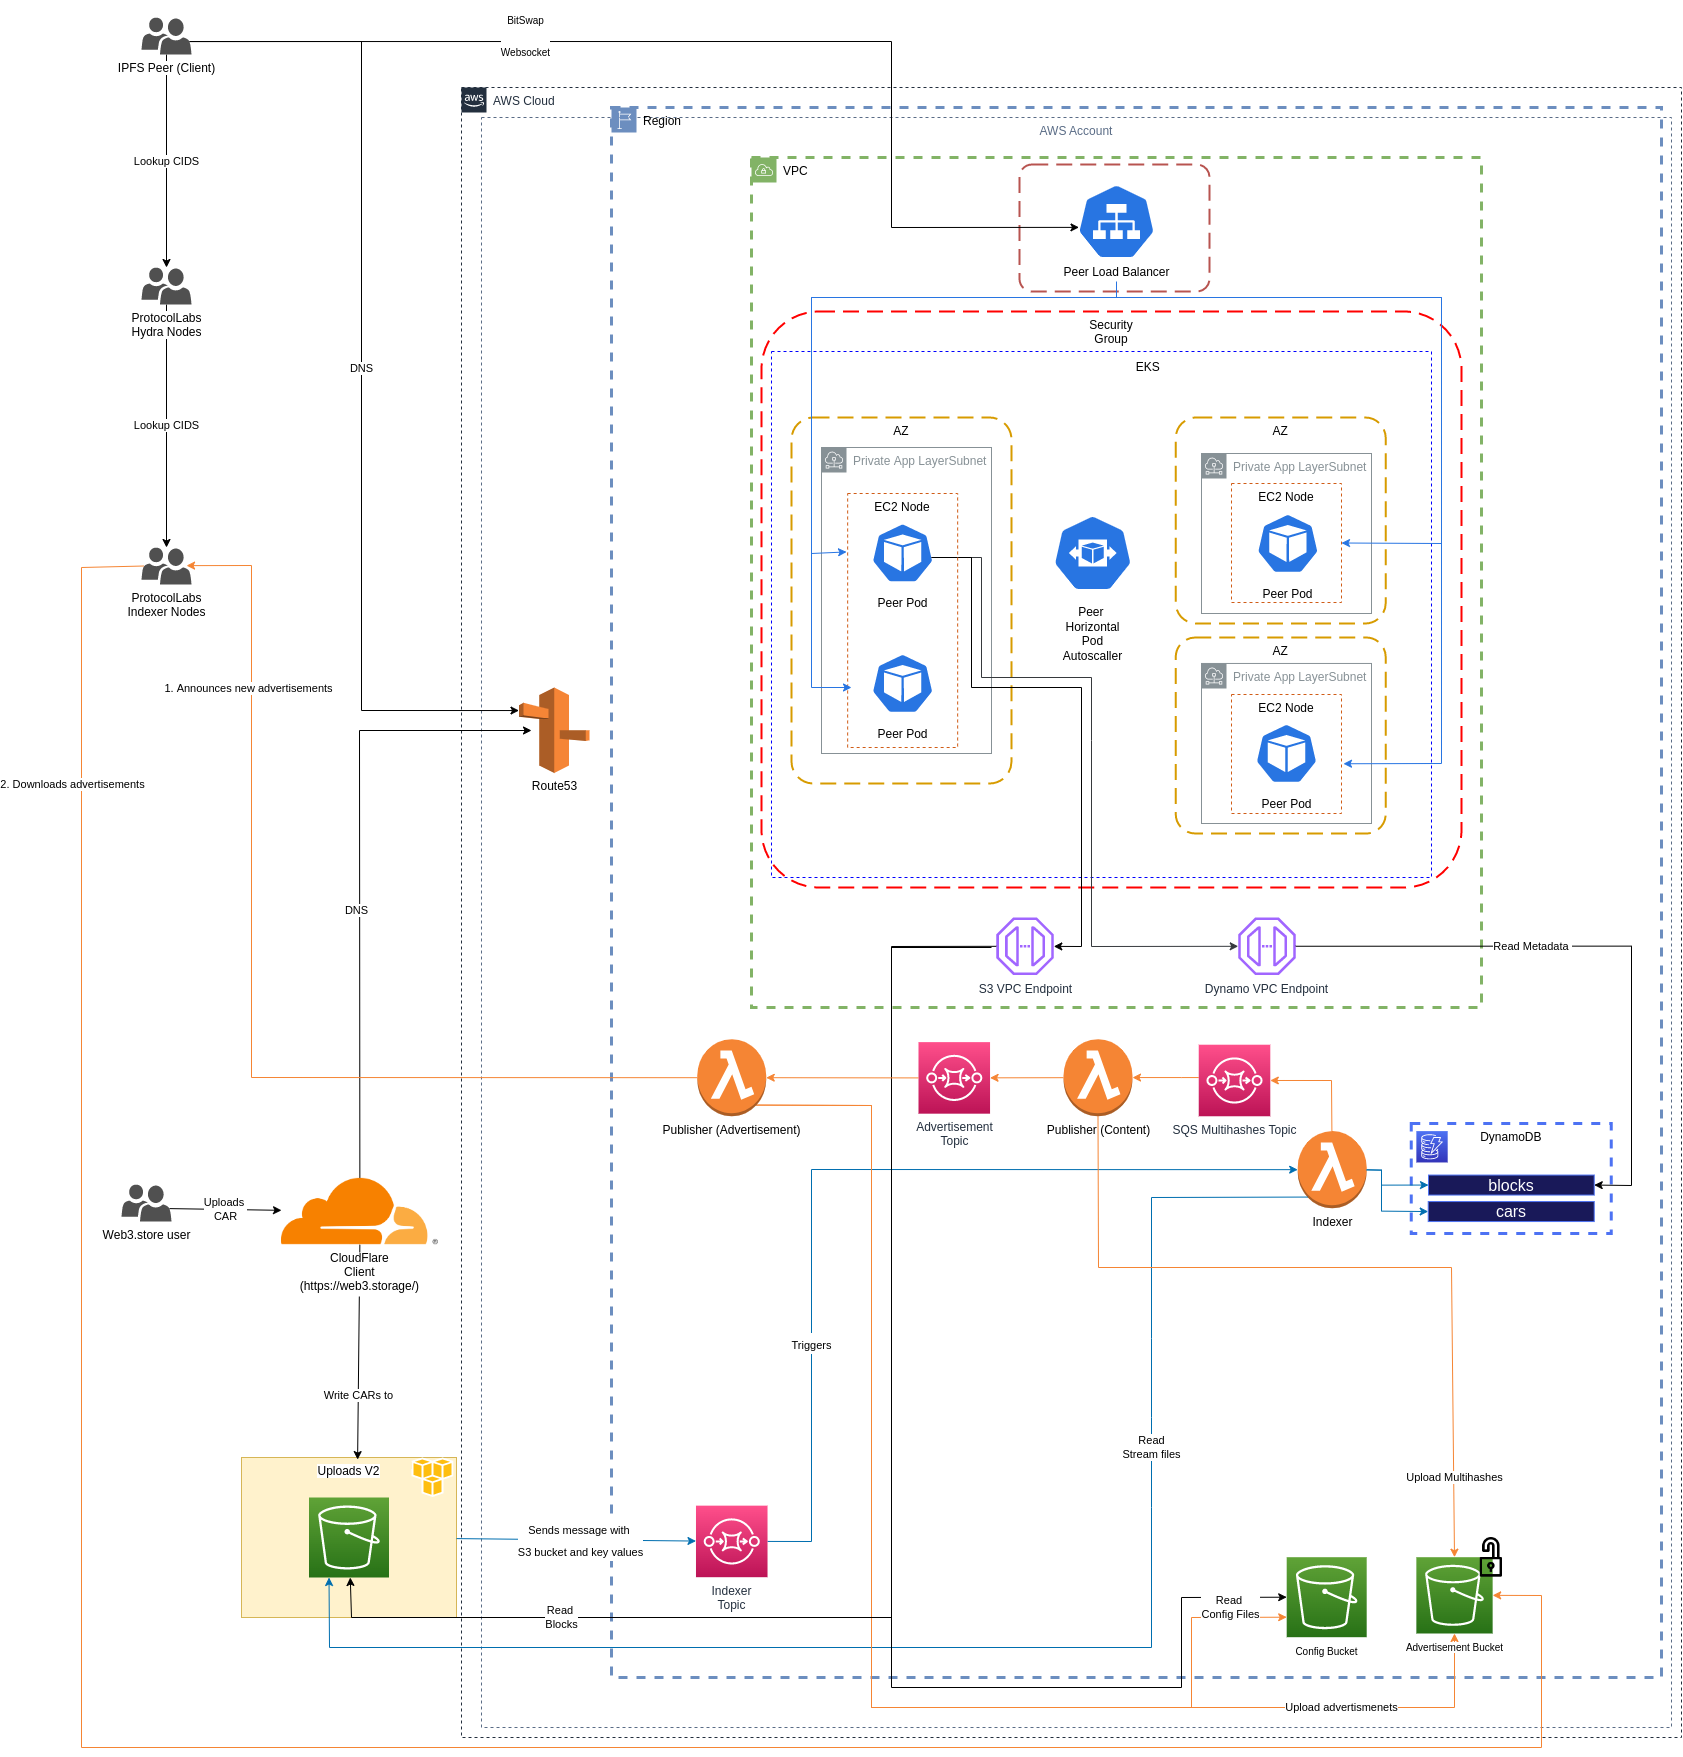 BitSwap
Websocket
IPFS Peer (Client)
aws
AWS Cloud
Region
AWS Account
VPC
Lookup CIDS
Peer Load Balancer
ProtocolLabs
Hydra Nodes
Security
Group
EKS
DNS
Lookup CIDS
AZ
Private App LayerSubnet
EC2 Node
Peer Pod
Peer Pod
AZ
Private App LayerSubnet
EC2 Node
Peer Pod
Peer
Horizontal
Pod
Autoscaller
AZ
Private App LayerSubnet
EC2 Node
Peer Pod
ProtocolLabs
Indexer Nodes
1. Announces new advertisements
2. Downloads advertisements
Route53
DNS
S3 VPC Endpoint
Dynamo VPC Endpoint
Read Metadata
Publisher (Advertisement)
Advertisement
Topic
Publisher (Content)
SQS Multihashes Topic
DynamoDB
blocks
cars
Indexer
Web3.store user
Uploads
CAR
CloudFlare
Client
(https://web3.storage/)
Triggers
Write CARs to
Read
Stream files
Uploads V2
Upload Multihashes
Sends message with
S3 bucket and key values
Indexer
Topic
Read
Blocks
Read
Config Files
Config Bucket
Advertisement Bucket
Upload advertismenets